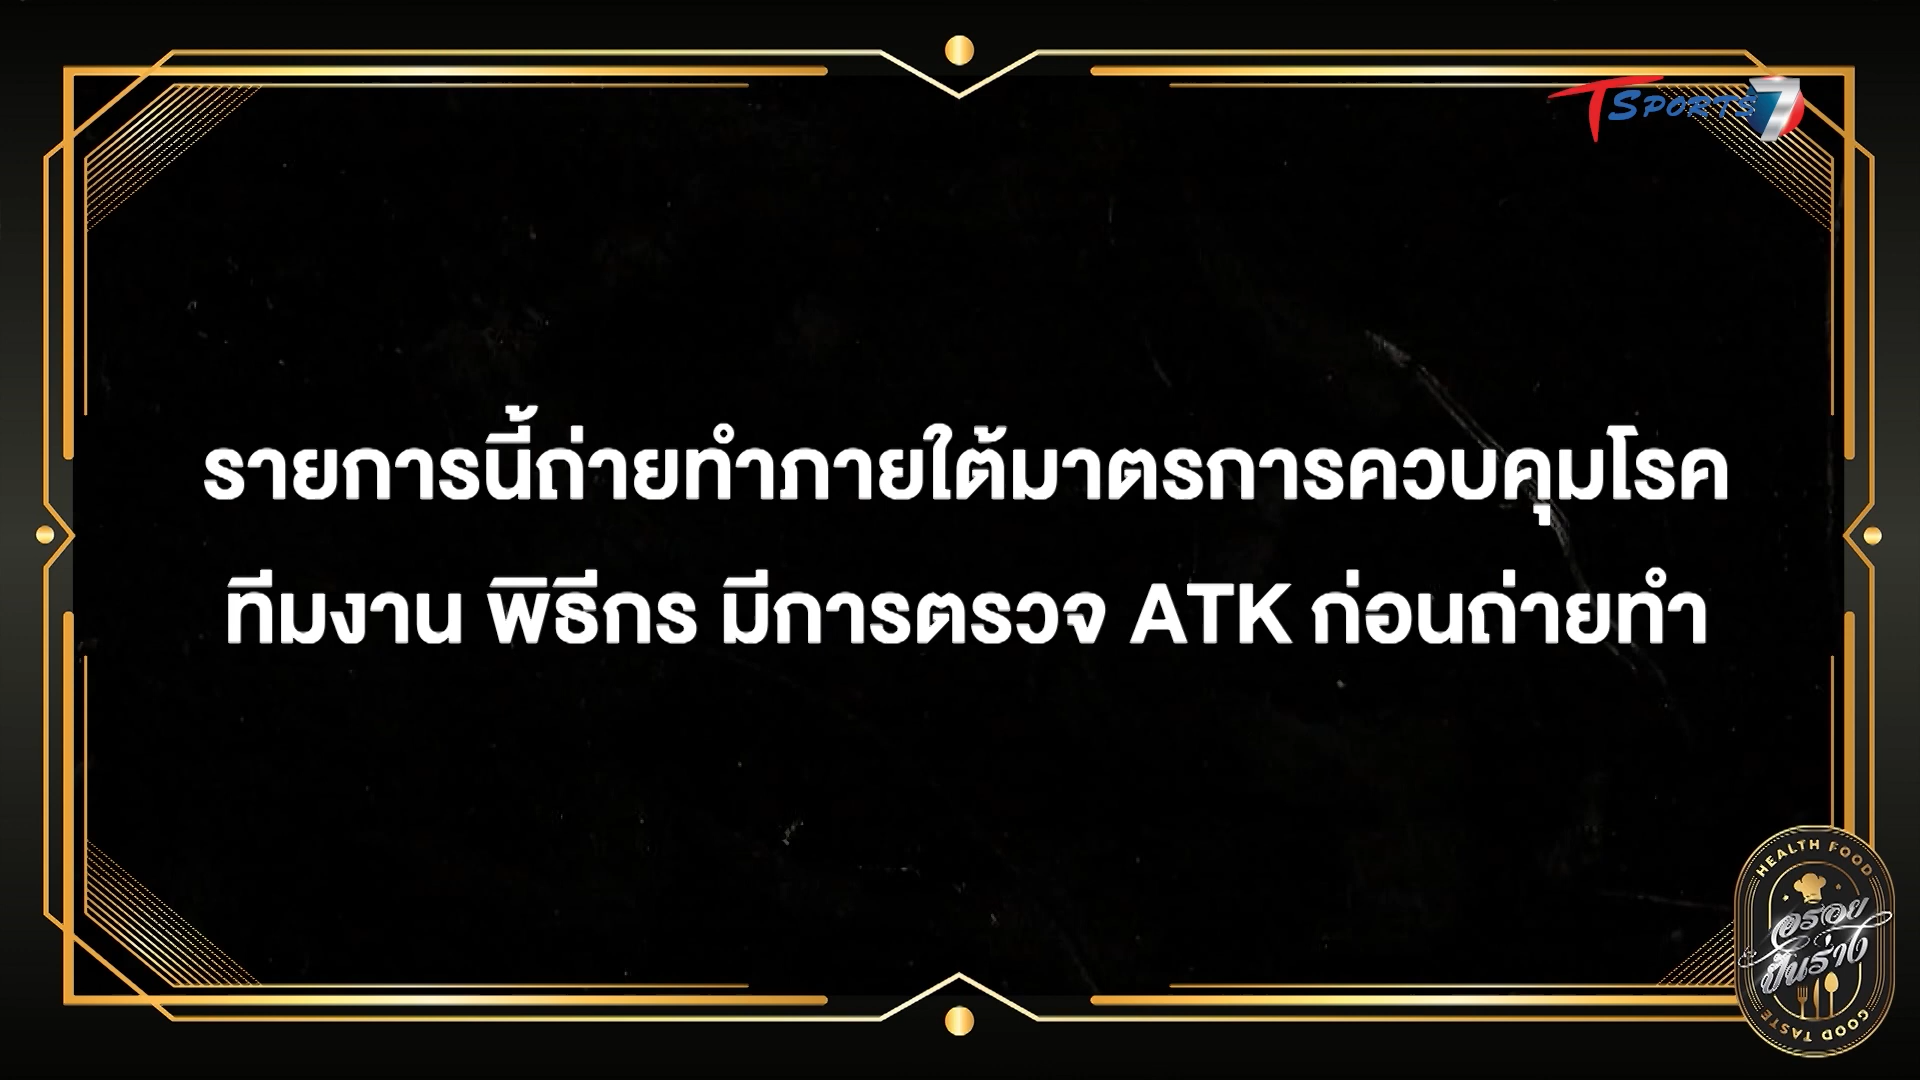 TSPORTS 7
รายการนี้ถ่ายทำภายใต้มาตรการควบคุมโรค
ทีมงาน พิธีกร มีการตรวจ ATK ก่อนถ่ายทำ
HEALTH FOOD
อร่อย
ปั้นร่าง
GOOD TASTE